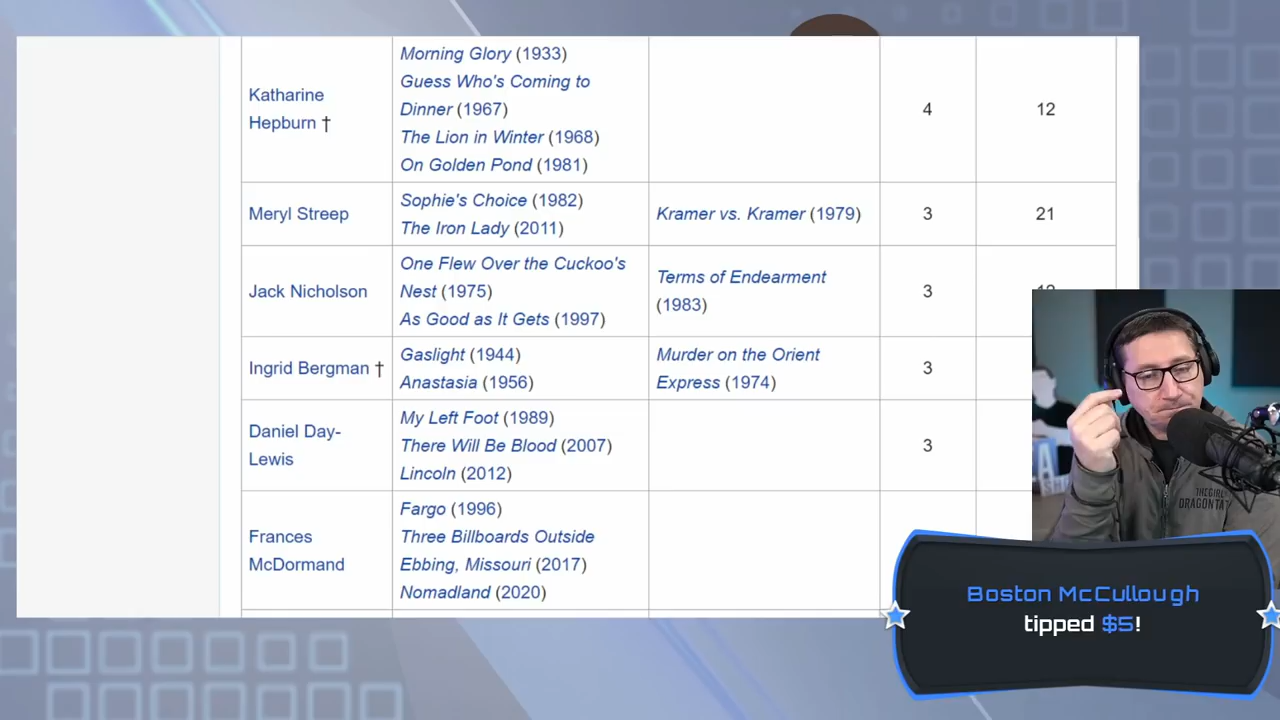 Morning Glory (1933)
Guess Who's Coming to
Katharine
Dinner (1967)
4
12
Hepburn †
The Lion in Winter (1968)
On Golden Pond (1981)
Sophie's Choice (1982)
Meryl Streep
Kramer vs. Kramer (1979)
3
21
The Iron Lady (2011)
One Flew Over the Cuckoo's
Terms of Endearment
Jack Nicholson
Nest (1975)
3
(1983)
As Good as It Gets (1997)
Gaslight (1944)
Murder on the Orient
Ingrid Bergman †
3
Anastasia (1956)
Express (1974)
My Left Foot (1989)
Daniel Day-
There Will Be Blood (2007)
3
Lewis
Lincoln (2012)
Fargo (1996)
Frances
Three Billboards Outside
McDormand
Ebbing, Missouri (2017)
Nomadland (2020)
Boston McCullough
tipped $5!